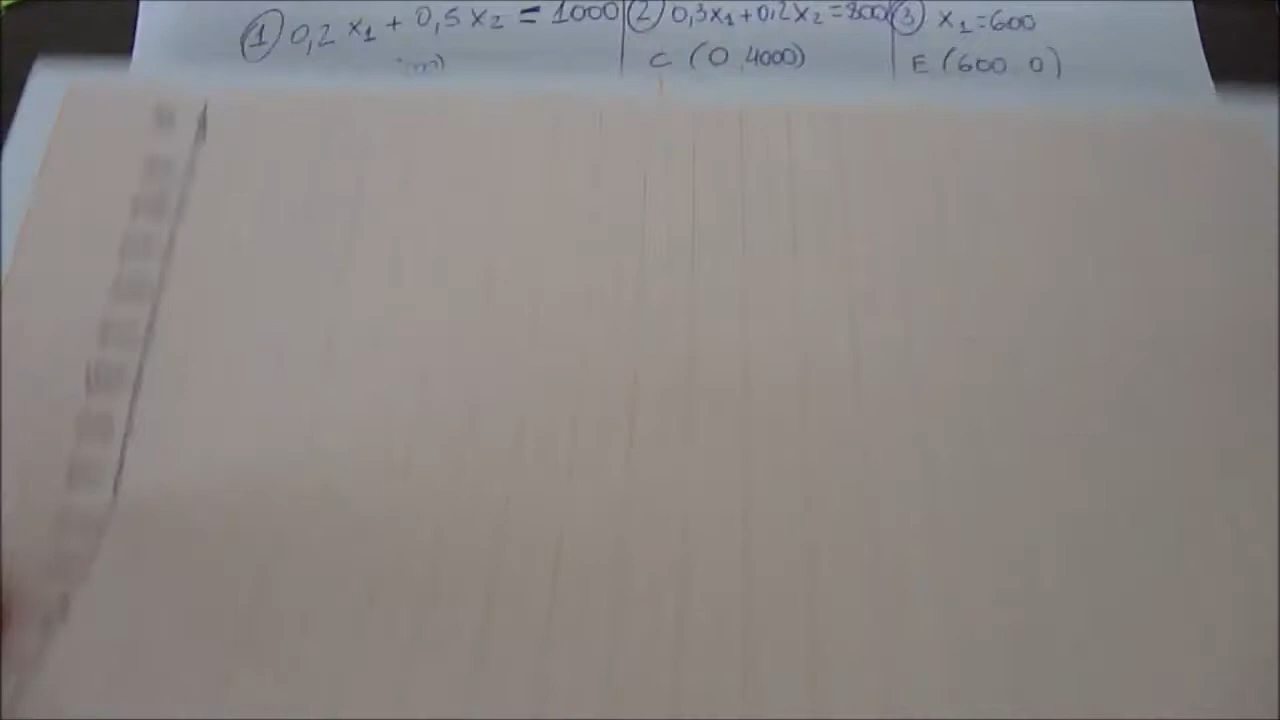 ① 0,2 x₁ + 0,5 x₂ = 1000 | ② 0,3x₁ + 0,2x₂ = 800 | ③ x₁ = 600
C (0 4000) | E (600 0)